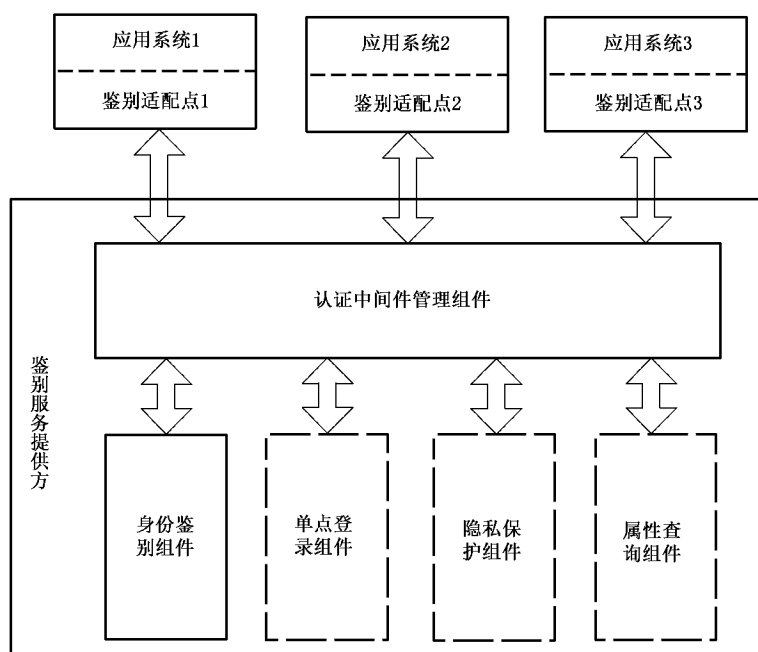 应用系统1
鉴别适配点1
应用系统2
鉴别适配点2
应用系统3
鉴别适配点3
认证中间件管理组件
鉴别服务提供方
身份鉴
别组件
单点登
录组件
隐私保
护组件
属性查
询组件